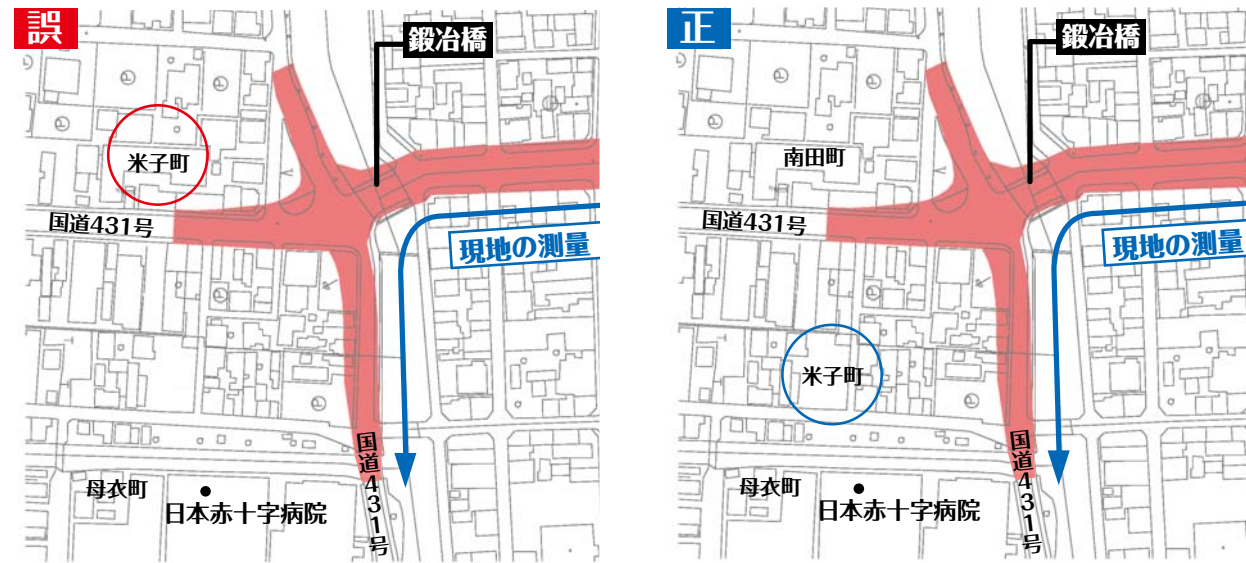 誤
鍛冶橋
米子町
国道431号
現地の測量
国道431号
母衣町
日本赤十字病院
正
鍛冶橋
南田町
国道431号
現地の測量
米子町
国道431号
母衣町
日本赤十字病院